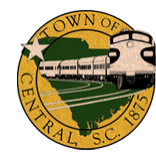 TOWN OF
CENTRAL, S.C. 1875